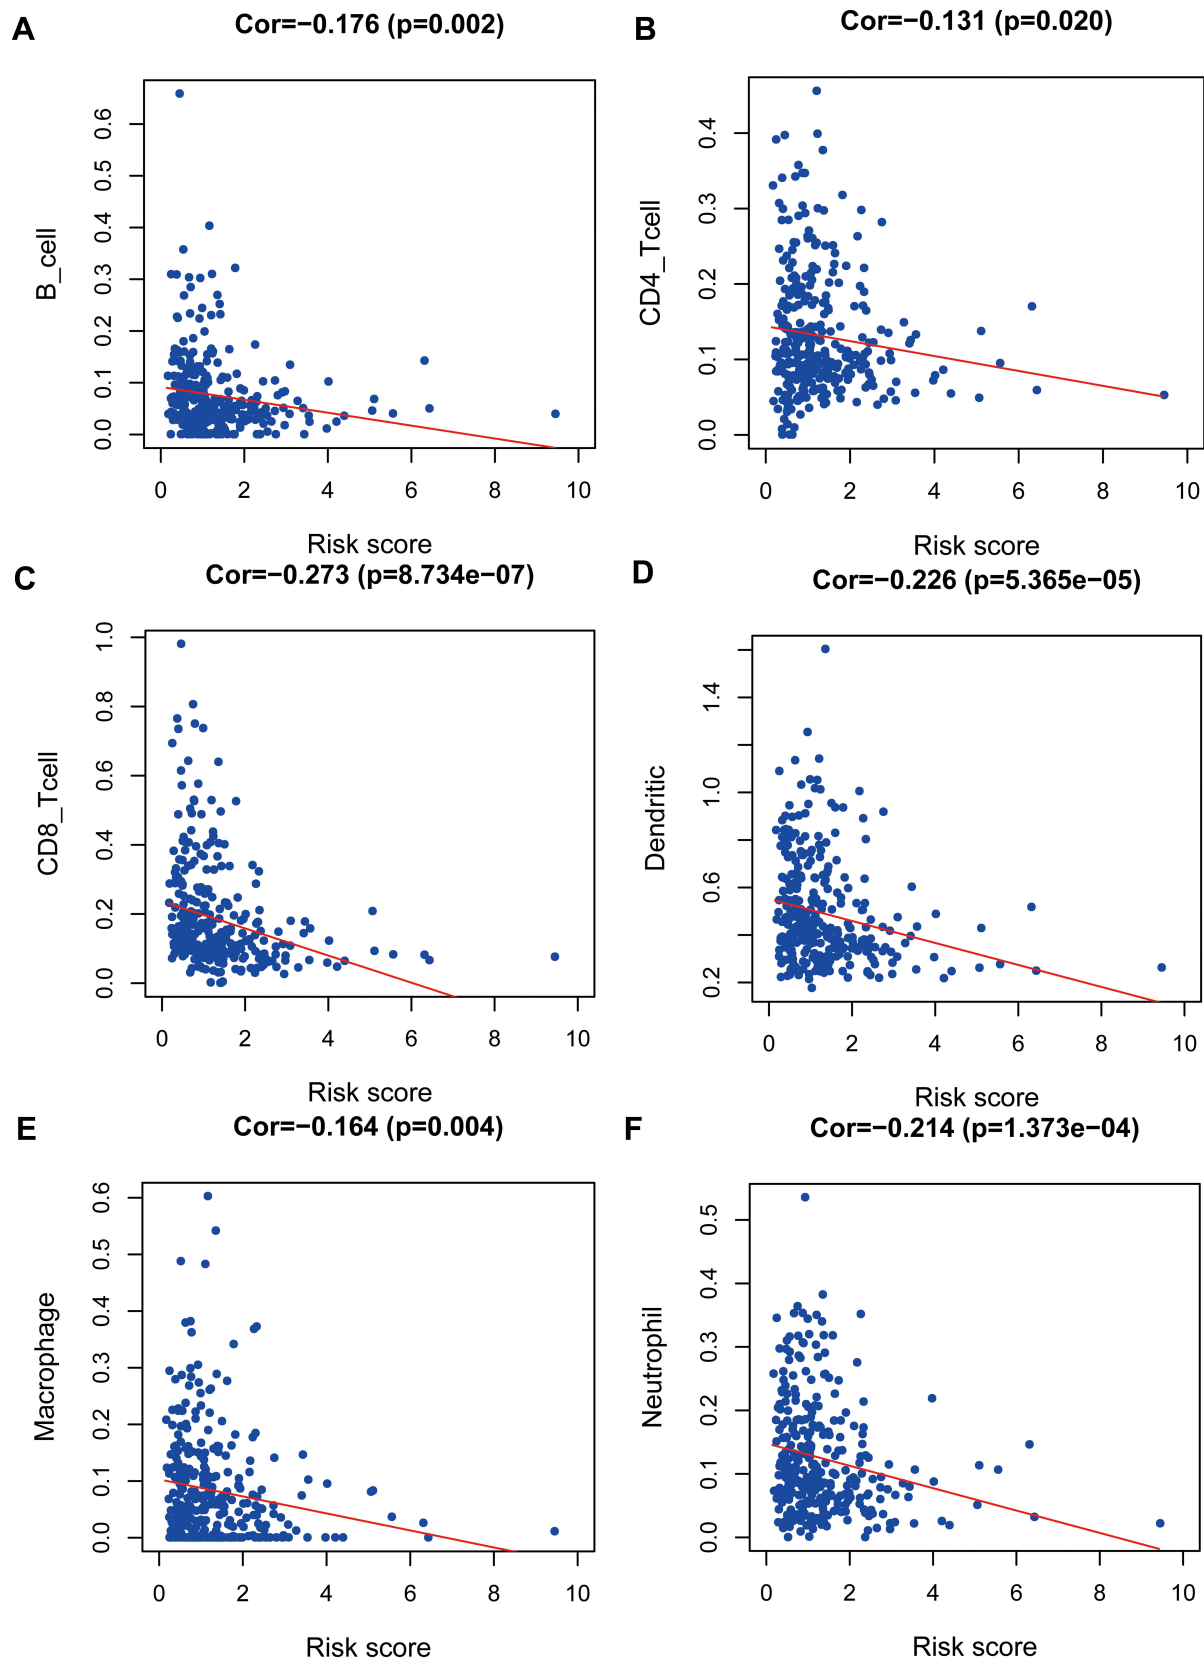 A
Cor=−0.176 (p=0.002)
B_cell
0.0 0.1 0.2 0.3 0.4 0.5 0.6
0 2 4 6 8 10
Risk score
B
Cor=−0.131 (p=0.020)
CD4_Tcell
0.0 0.1 0.2 0.3 0.4
0 2 4 6 8 10
Risk score
C
Cor=−0.273 (p=8.734e−07)
CD8_Tcell
0.0 0.2 0.4 0.6 0.8 1.0
0 2 4 6 8 10
Risk score
D
Cor=−0.226 (p=5.365e−05)
Dendritic
0.2 0.6 1.0 1.4
0 2 4 6 8 10
Risk score
E
Cor=−0.164 (p=0.004)
Macrophage
0.0 0.1 0.2 0.3 0.4 0.5 0.6
0 2 4 6 8 10
Risk score
F
Cor=−0.214 (p=1.373e−04)
Neutrophil
0.0 0.1 0.2 0.3 0.4 0.5
0 2 4 6 8 10
Risk score